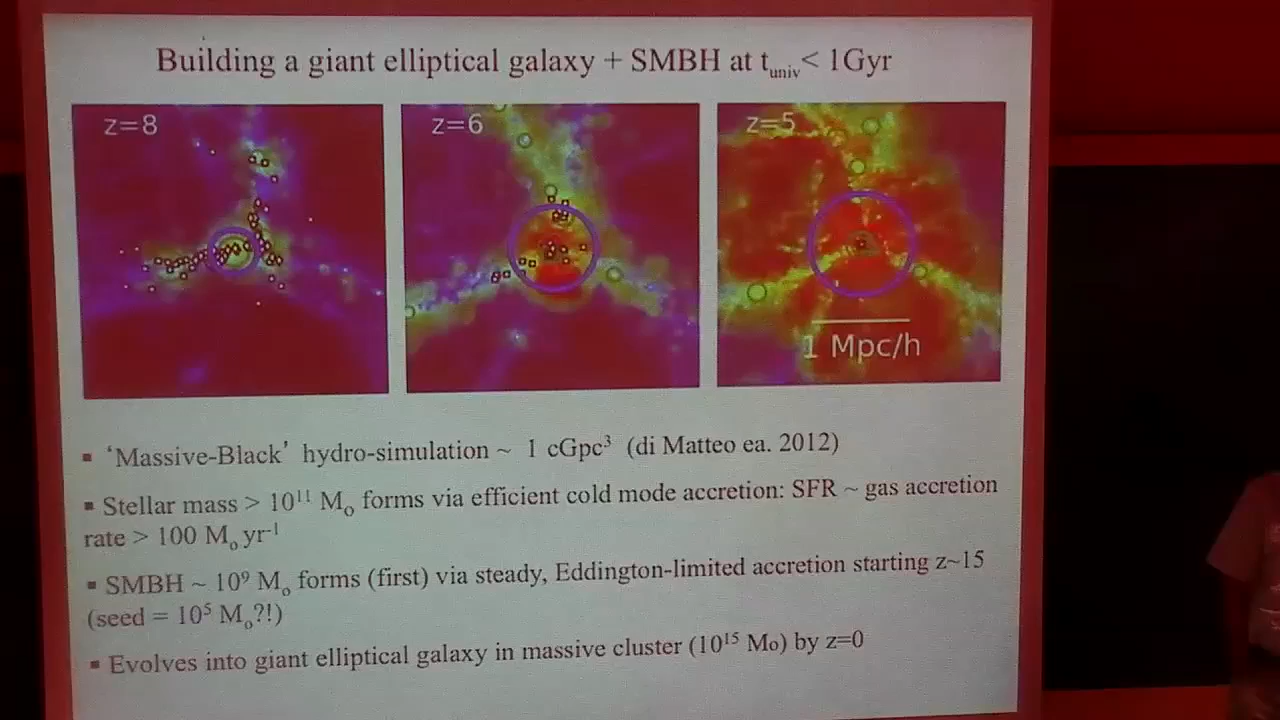 Building a giant elliptical galaxy + SMBH at tuniv< 1Gyr
z=8
z=6
z=5
1 Mpc/h
▪ ‘Massive-Black’ hydro-simulation ~ 1 cGpc³ (di Matteo ea. 2012)
▪ Stellar mass > 10¹¹ Mo forms via efficient cold mode accretion: SFR ~ gas accretion
rate > 100 Mo yr⁻¹
▪ SMBH ~ 10⁹ Mo forms (first) via steady, Eddington-limited accretion starting z~15
(seed = 10⁵ Mo?!)
▪ Evolves into giant elliptical galaxy in massive cluster (10¹⁵ Mo) by z=0